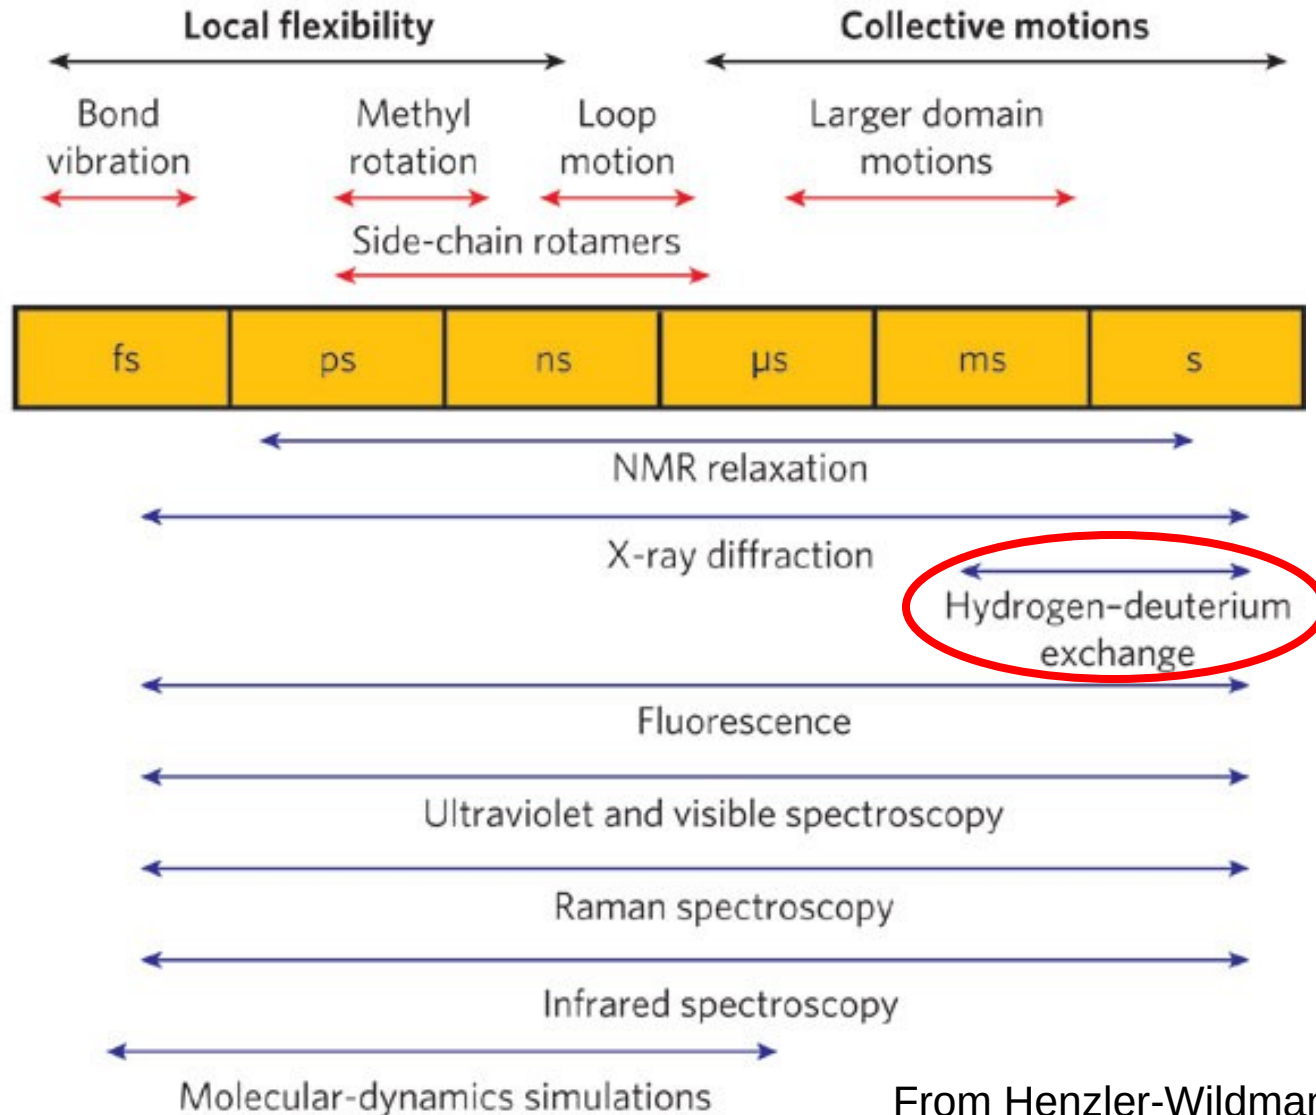 Local flexibility
Collective motions
Bond
vibration
Methyl
rotation
Loop
motion
Larger domain
motions
Side-chain rotamers
fs
ps
ns
µs
ms
s
NMR relaxation
X-ray diffraction
Hydrogen–deuterium
exchange
Fluorescence
Ultraviolet and visible spectroscopy
Raman spectroscopy
Infrared spectroscopy
Molecular-dynamics simulations
From Henzler-Wildman